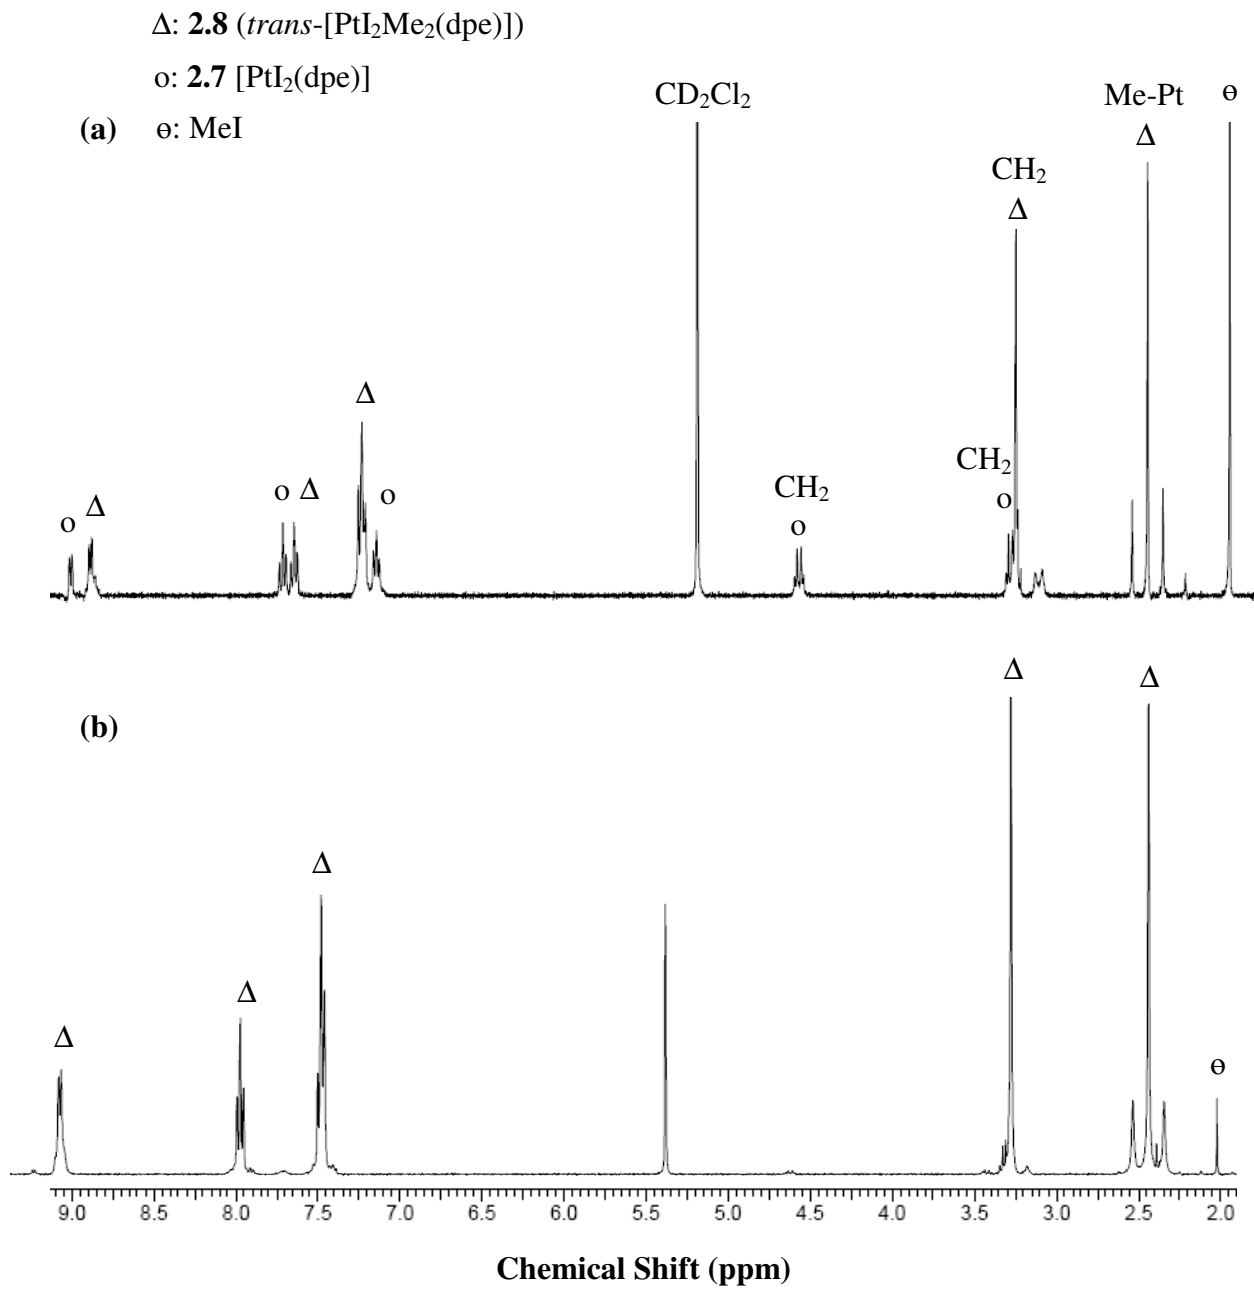 Δ: 2.8 (trans-[PtI₂Me₂(dpe)])
o: 2.7 [PtI₂(dpe)]
(a) ɵ: MeI
CD₂Cl₂
Me-Pt ɵ
Δ
CH₂
Δ
Δ
CH₂
o
CH₂
o
o Δ
o Δ
o
(b)
Δ Δ
Δ
Δ
Δ
ɵ
9.0 8.5 8.0 7.5 7.0 6.5 6.0 5.5 5.0 4.5 4.0 3.5 3.0 2.5 2.0
Chemical Shift (ppm)